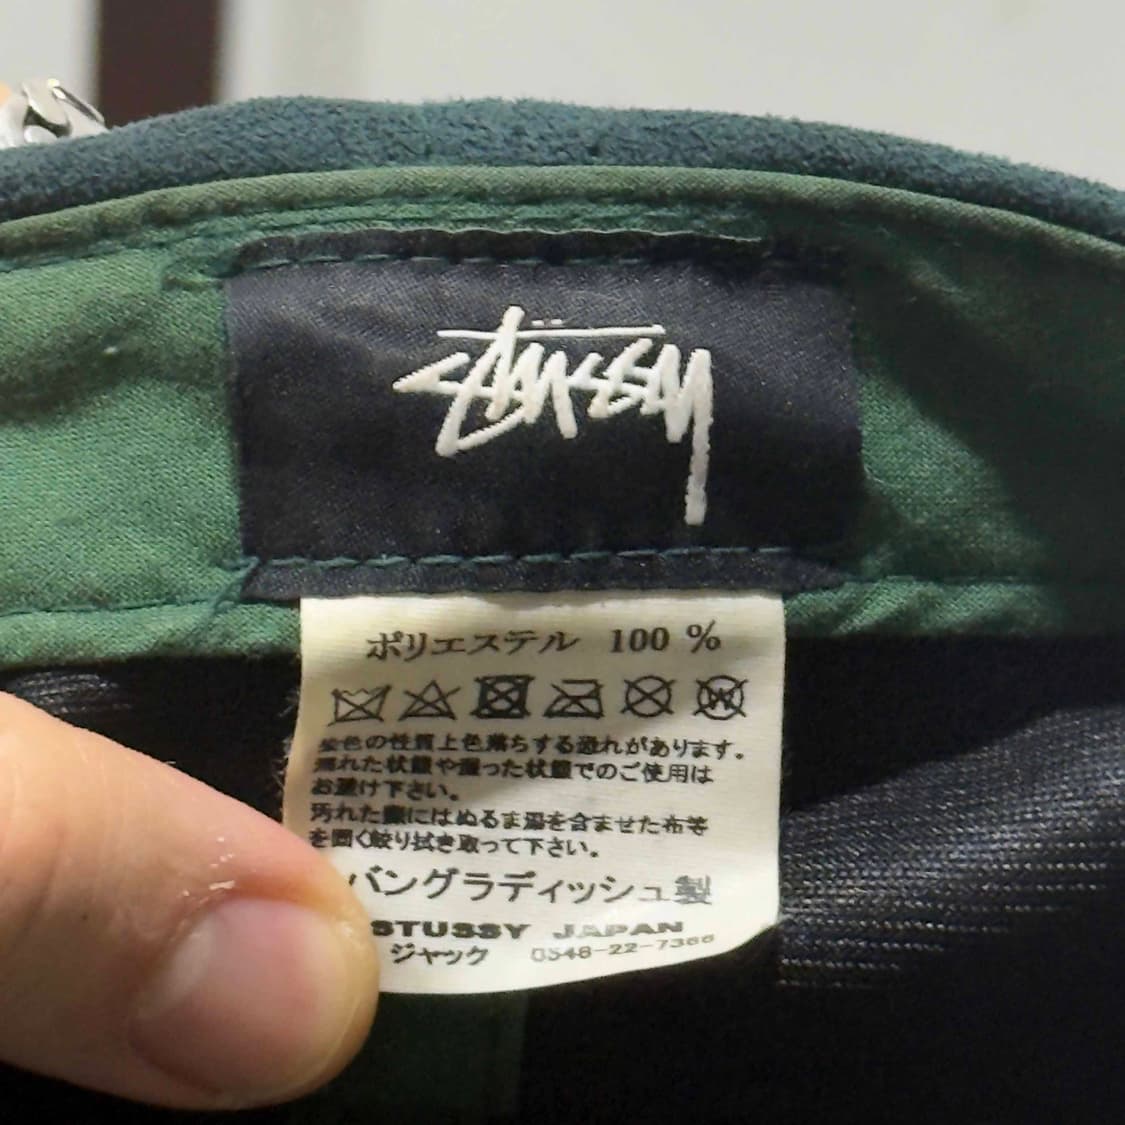 stüssy
ポリエステル 100 %
染色の性質上色落ちする恐れがあります。
濡れた状態や湿った状態でのご使用は
お避け下さい。
汚れた際にはぬるま湯を含ませた布等
を固く絞り拭き取って下さい。
バングラディッシュ製
STUSSY JAPAN
ジャック 0548-22-7366